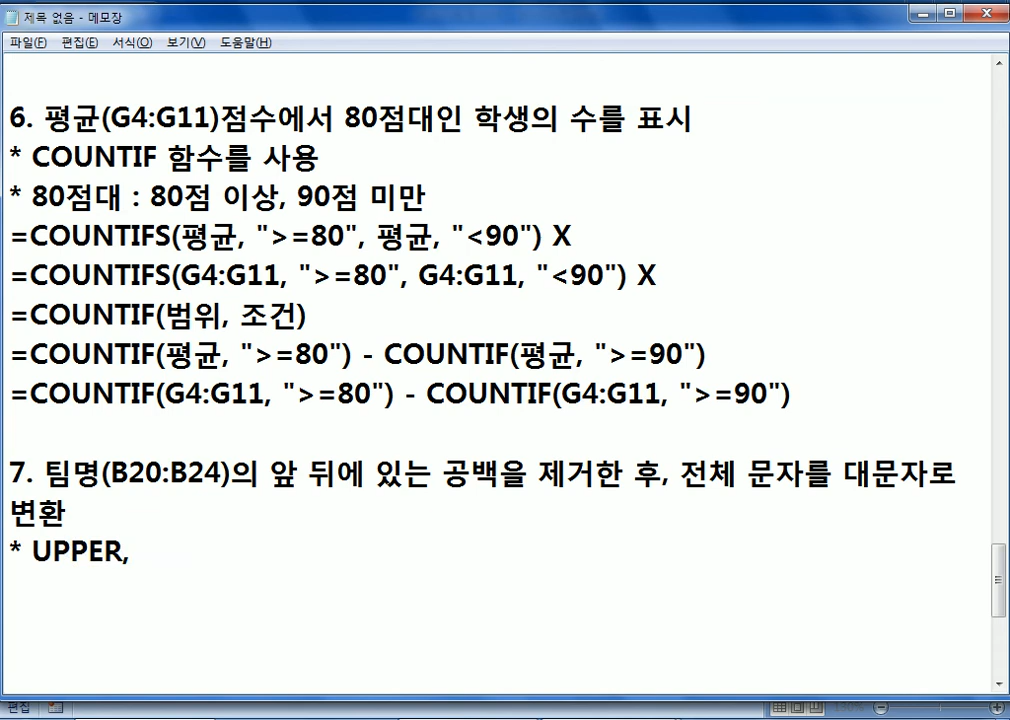 제목 없음 - 메모장
파일(F) 편집(E) 서식(O) 보기(V) 도움말(H)
6. 평균(G4:G11)점수에서 80점대인 학생의 수를 표시
* COUNTIF 함수를 사용
* 80점대 : 80점 이상, 90점 미만
=COUNTIFS(평균, ">=80", 평균, "<90") X
=COUNTIFS(G4:G11, ">=80", G4:G11, "<90") X
=COUNTIF(범위, 조건)
=COUNTIF(평균, ">=80") - COUNTIF(평균, ">=90")
=COUNTIF(G4:G11, ">=80") - COUNTIF(G4:G11, ">=90")
7. 팀명(B20:B24)의 앞 뒤에 있는 공백을 제거한 후, 전체 문자를 대문자로
변환
* UPPER,
편집 130%